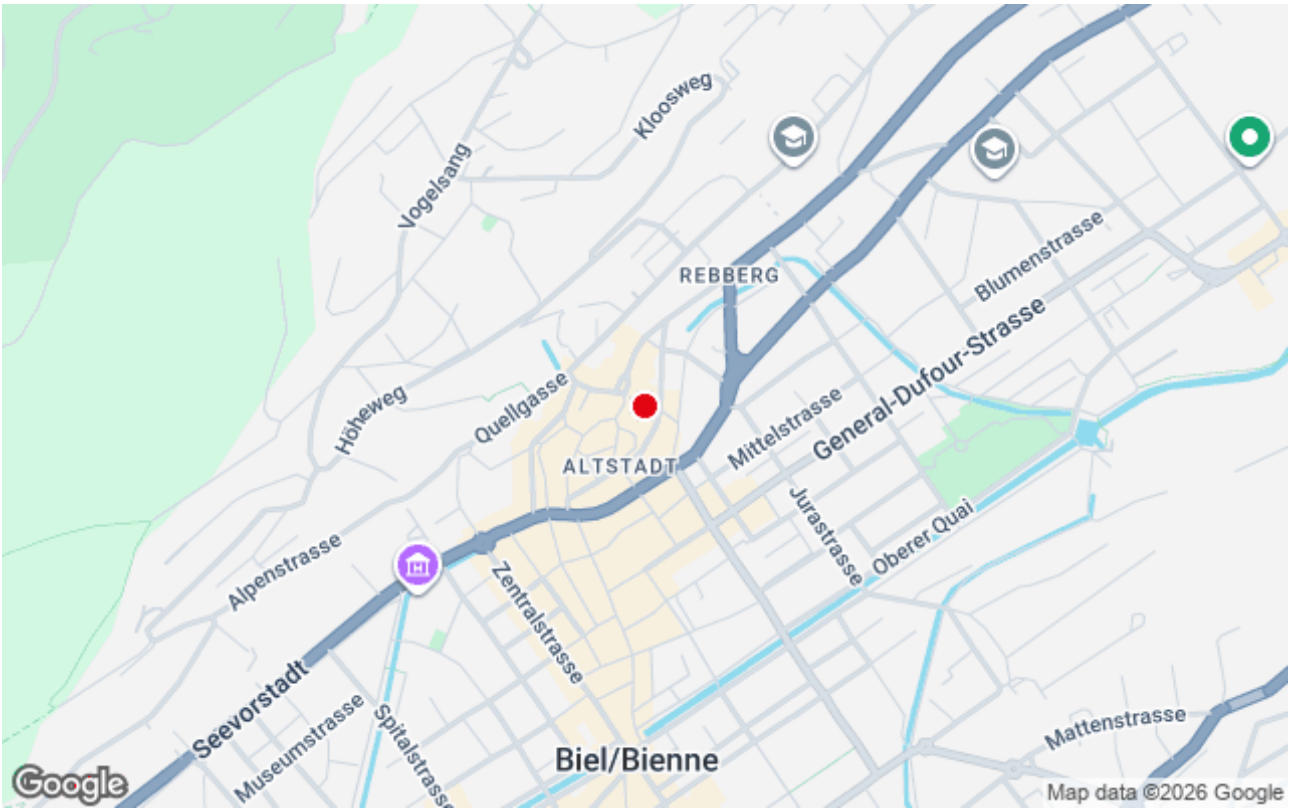 Kloosweg
Vogelsang
REBBERG
Blumenstrasse
General-Dufour-Strasse
Höheweg
Quellgasse
Mittelstrasse
ALTSTADT
Jurastrasse
Oberer Quai
Alpenstrasse
Zentralstrasse
Seevorstadt
Museumstrasse
Spitalstrasse
Mattenstrasse
Biel/Bienne
Google
Map data ©2026 Google